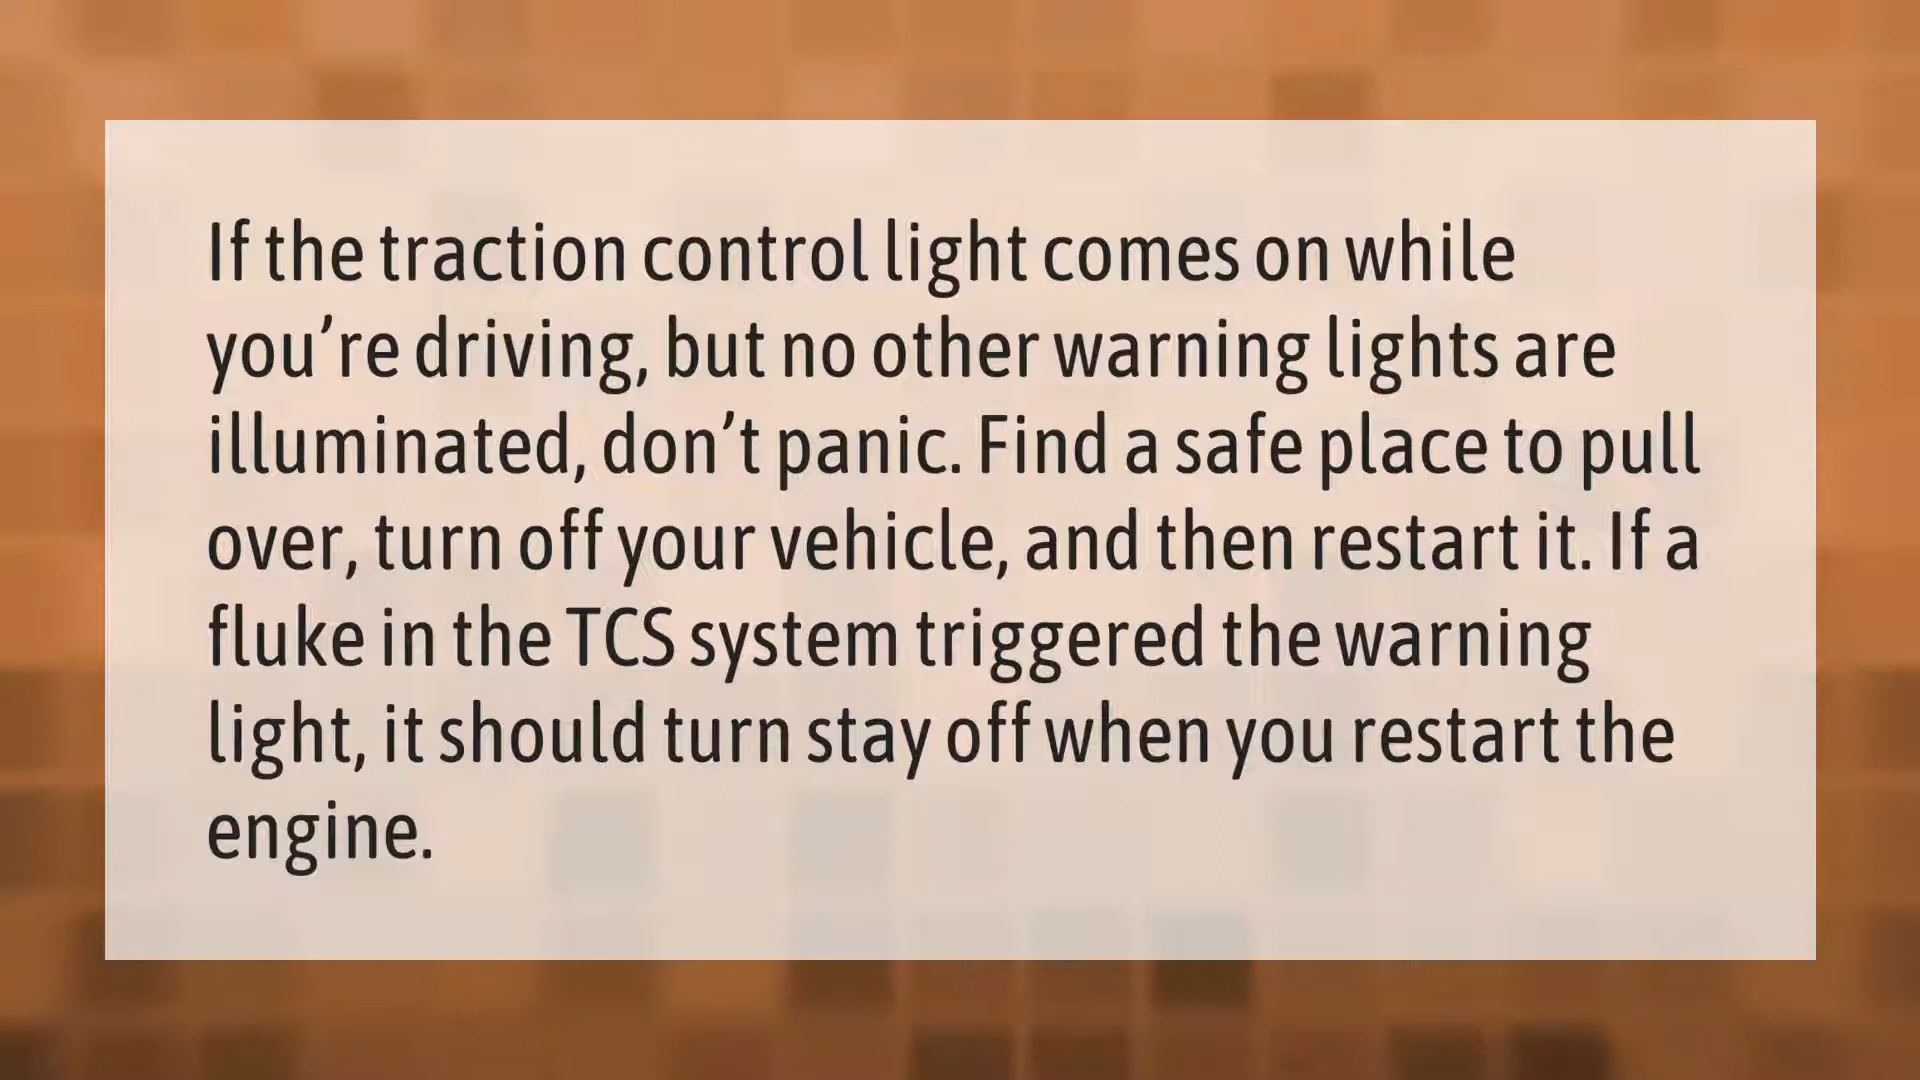 If the traction control light comes on while
you’re driving, but no other warning lights are
illuminated, don’t panic. Find a safe place to pull
over, turn off your vehicle, and then restart it. If a
fluke in the TCS system triggered the warning
light, it should turn stay off when you restart the
engine.